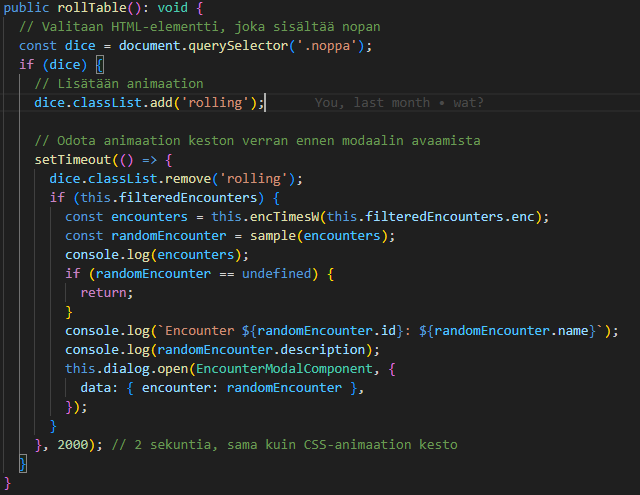 public rollTable(): void {
// Valitaan HTML-elementti, joka sisältää nopan
const dice = document.querySelector('.noppa');
if (dice) {
// Lisätään animaation
dice.classList.add('rolling'); You, last month • wat?
// Odota animaation keston verran ennen modaalin avaamista
setTimeout(() => {
dice.classList.remove('rolling');
if (this.filteredEncounters) {
const encounters = this.encTimesW(this.filteredEncounters.enc);
const randomEncounter = sample(encounters);
console.log(encounters);
if (randomEncounter == undefined) {
return;
}
console.log(`Encounter ${randomEncounter.id}: ${randomEncounter.name}`);
console.log(randomEncounter.description);
this.dialog.open(EncounterModalComponent, {
data: { encounter: randomEncounter },
});
}
}, 2000); // 2 sekuntia, sama kuin CSS-animaation kesto
}
}